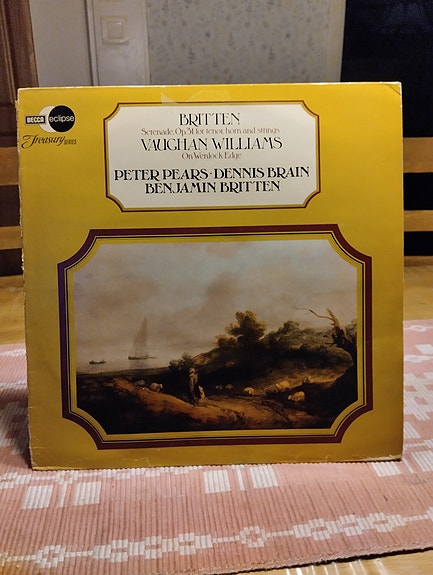 DECCA eclipse
Treasury SERIES
BRITTEN
Serenade, Op 31 for tenor, horn and strings
VAUGHAN WILLIAMS
On Wenlock Edge
PETER PEARS · DENNIS BRAIN
BENJAMIN BRITTEN